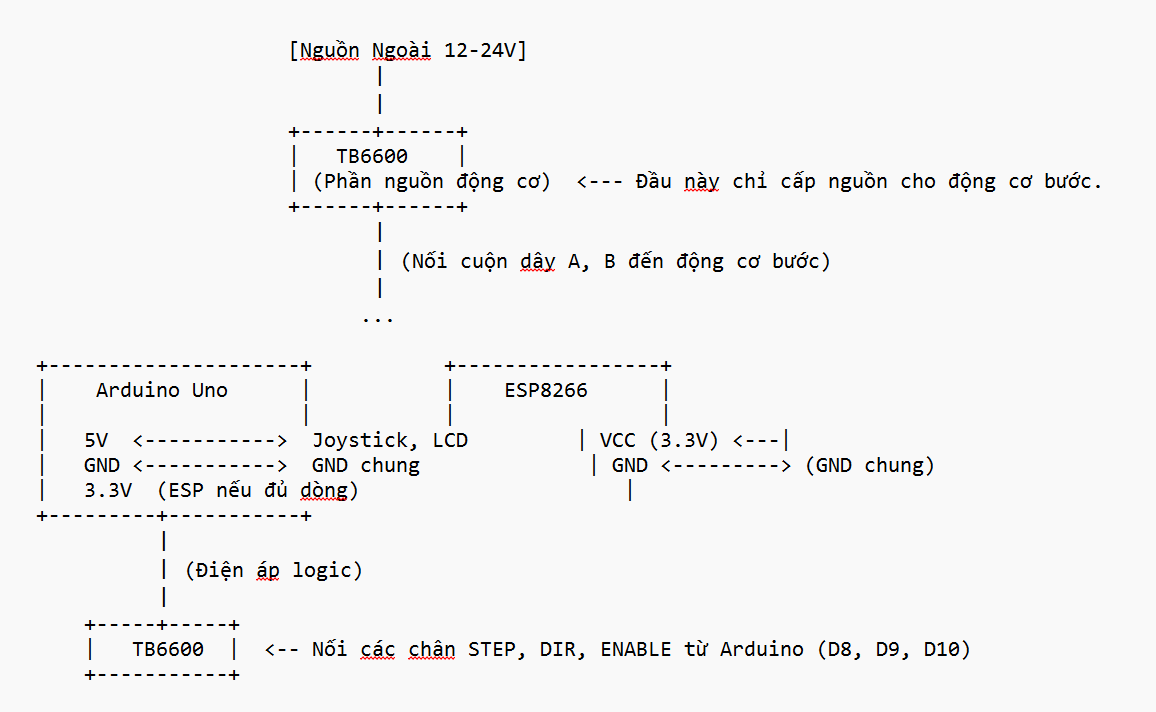 [Nguồn Ngoài 12-24V]
|
|
+------+------+
|   TB6600    |
| (Phần nguồn động cơ)  <--- Đầu này chỉ cấp nguồn cho động cơ bước.
+------+------+
|
| (Nối cuộn dây A, B đến động cơ bước)
|
...
+---------------------+           +-----------------+
|    Arduino Uno      |           |    ESP8266      |
|                     |           |                 |
|   5V  <----------->  Joystick, LCD         | VCC (3.3V) <---|
|   GND <----------->  GND chung              | GND <---------> (GND chung)
|   3.3V  (ESP nếu đủ dòng)                      |
+---------+-----------+
|
| (Điện áp logic)
|
+-----+-----+
|   TB6600  |  <-- Nối các chân STEP, DIR, ENABLE từ Arduino (D8, D9, D10)
+-----------+